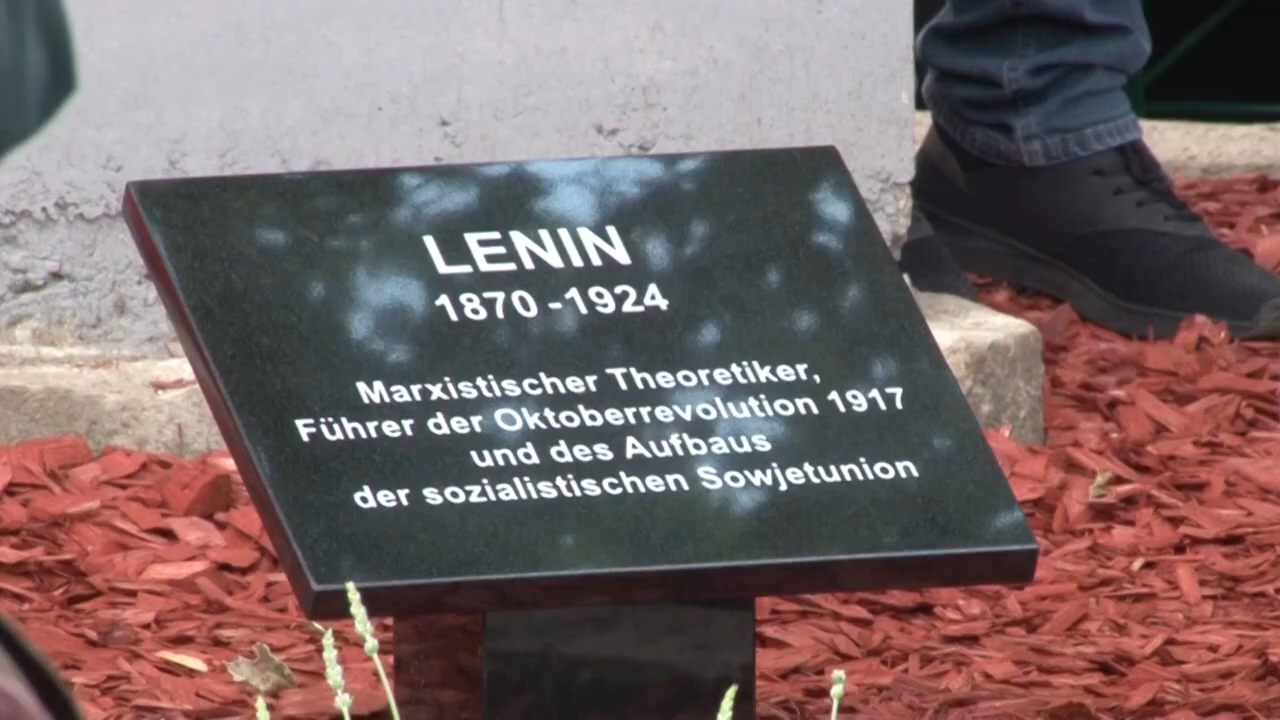 LENIN
1870 -1924
Marxistischer Theoretiker,
Führer der Oktoberrevolution 1917
und des Aufbaus
der sozialistischen Sowjetunion